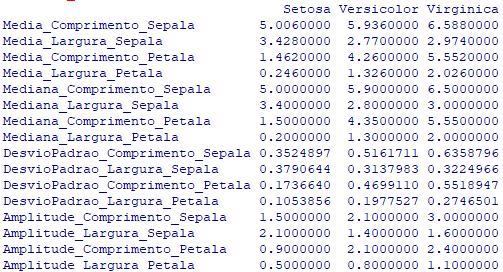 Setosa Versicolor Virginica
Media_Comprimento_Sepala 5.0060000 5.9360000 6.5880000
Media_Largura_Sepala 3.4280000 2.7700000 2.9740000
Media_Comprimento_Petala 1.4620000 4.2600000 5.5520000
Media_Largura_Petala 0.2460000 1.3260000 2.0260000
Mediana_Comprimento_Sepala 5.0000000 5.9000000 6.5000000
Mediana_Largura_Sepala 3.4000000 2.8000000 3.0000000
Mediana_Comprimento_Petala 1.5000000 4.3500000 5.5500000
Mediana_Largura_Petala 0.2000000 1.3000000 2.0000000
DesvioPadrao_Comprimento_Sepala 0.3524897 0.5161711 0.6358796
DesvioPadrao_Largura_Sepala 0.3790644 0.3137983 0.3224966
DesvioPadrao_Comprimento_Petala 0.1736640 0.4699110 0.5518947
DesvioPadrao_Largura_Petala 0.1053856 0.1977527 0.2746501
Amplitude_Comprimento_Sepala 1.5000000 2.1000000 3.0000000
Amplitude_Largura_Sepala 2.1000000 1.4000000 1.6000000
Amplitude_Comprimento_Petala 0.9000000 2.1000000 2.4000000
Amplitude_Largura_Petala 0.5000000 0.8000000 1.1000000